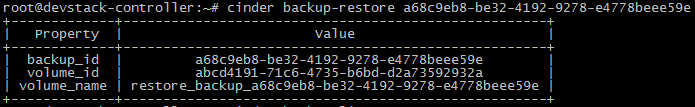 root@devstack-controller:~# cinder backup-restore a68c9eb8-be32-4192-9278-e4778beee59e
+-------------+-----------------------------------------------------+
| Property | Value |
+-------------+-----------------------------------------------------+
| backup_id | a68c9eb8-be32-4192-9278-e4778beee59e |
| volume_id | abcd4191-71c6-4735-b6bd-d2a73592932a |
| volume_name | restore_backup_a68c9eb8-be32-4192-9278-e4778beee59e |
+-------------+-----------------------------------------------------+